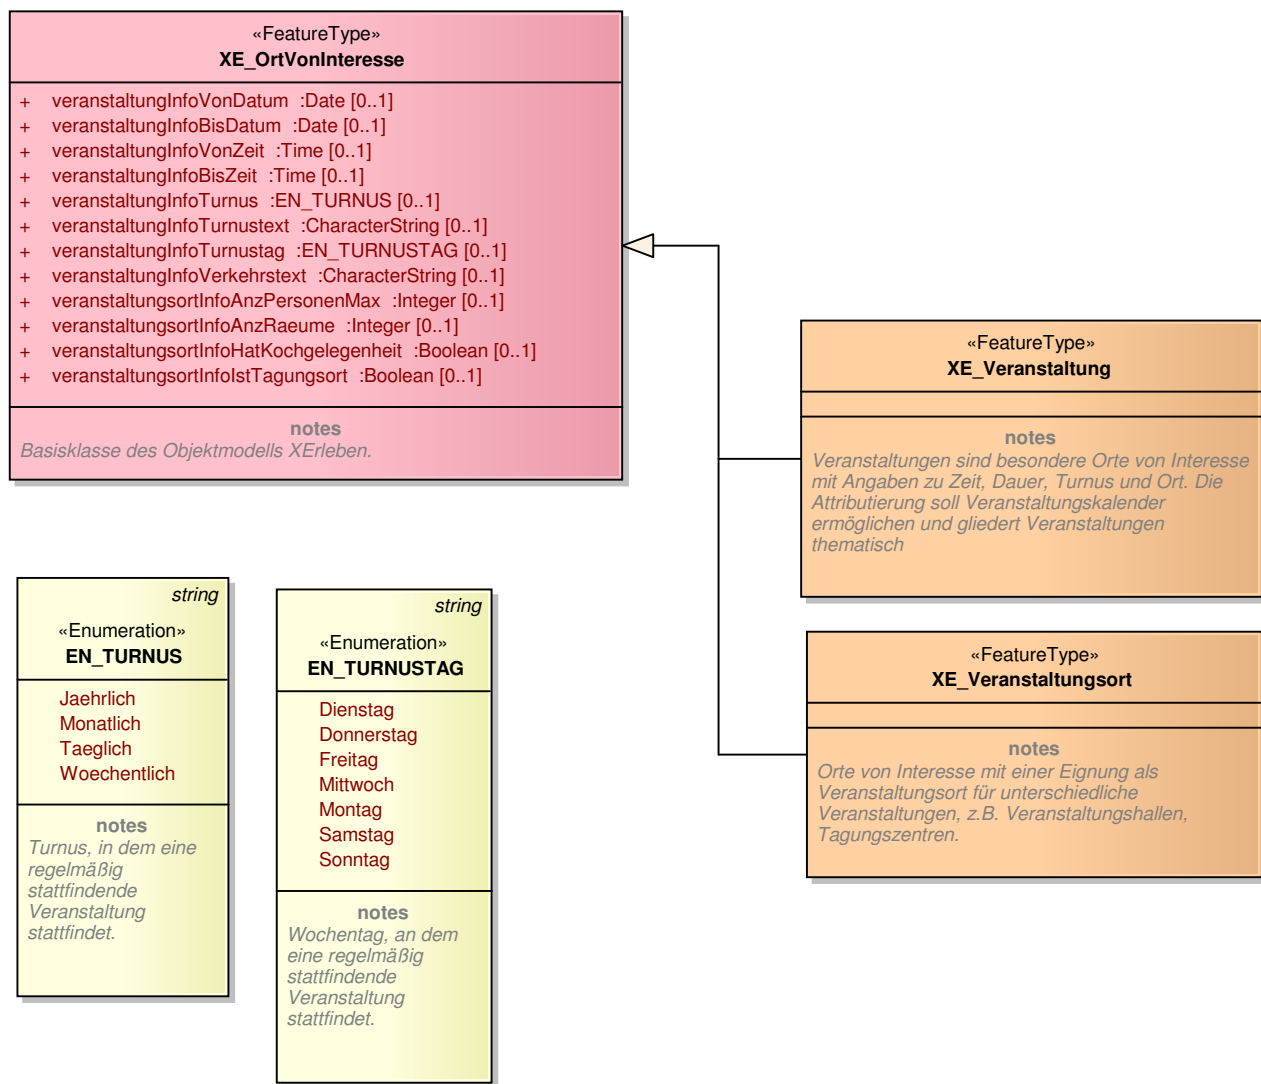 «FeatureType»
XE_OrtVonInteresse
+ veranstaltungInfoVonDatum :Date [0..1]
+ veranstaltungInfoBisDatum :Date [0..1]
+ veranstaltungInfoVonZeit :Time [0..1]
+ veranstaltungInfoBisZeit :Time [0..1]
+ veranstaltungInfoTurnus :EN_TURNUS [0..1]
+ veranstaltungInfoTurnustext :CharacterString [0..1]
+ veranstaltungInfoTurnustag :EN_TURNUSTAG [0..1]
+ veranstaltungInfoVerkehrstext :CharacterString [0..1]
+ veranstaltungsortInfoAnzPersonenMax :Integer [0..1]
+ veranstaltungsortInfoAnzRaeume :Integer [0..1]
+ veranstaltungsortInfoHatKochgelegenheit :Boolean [0..1]
+ veranstaltungsortInfoIstTagungsort :Boolean [0..1]
notes
Basisklasse des Objektmodells XErleben.
«FeatureType»
XE_Veranstaltung
notes
Veranstaltungen sind besondere Orte von Interesse
mit Angaben zu Zeit, Dauer, Turnus und Ort. Die
Attributierung soll Veranstaltungskalender
ermöglichen und gliedert Veranstaltungen
thematisch
«FeatureType»
XE_Veranstaltungsort
notes
Orte von Interesse mit einer Eignung als
Veranstaltungsort für unterschiedliche
Veranstaltungen, z.B. Veranstaltungshallen,
Tagungszentren.
string
«Enumeration»
EN_TURNUS
Jaehrlich
Monatlich
Taeglich
Woechentlich
notes
Turnus, in dem eine
regelmäßig
stattfindende
Veranstaltung
stattfindet.
string
«Enumeration»
EN_TURNUSTAG
Dienstag
Donnerstag
Freitag
Mittwoch
Montag
Samstag
Sonntag
notes
Wochentag, an dem
eine regelmäßig
stattfindende
Veranstaltung
stattfindet.